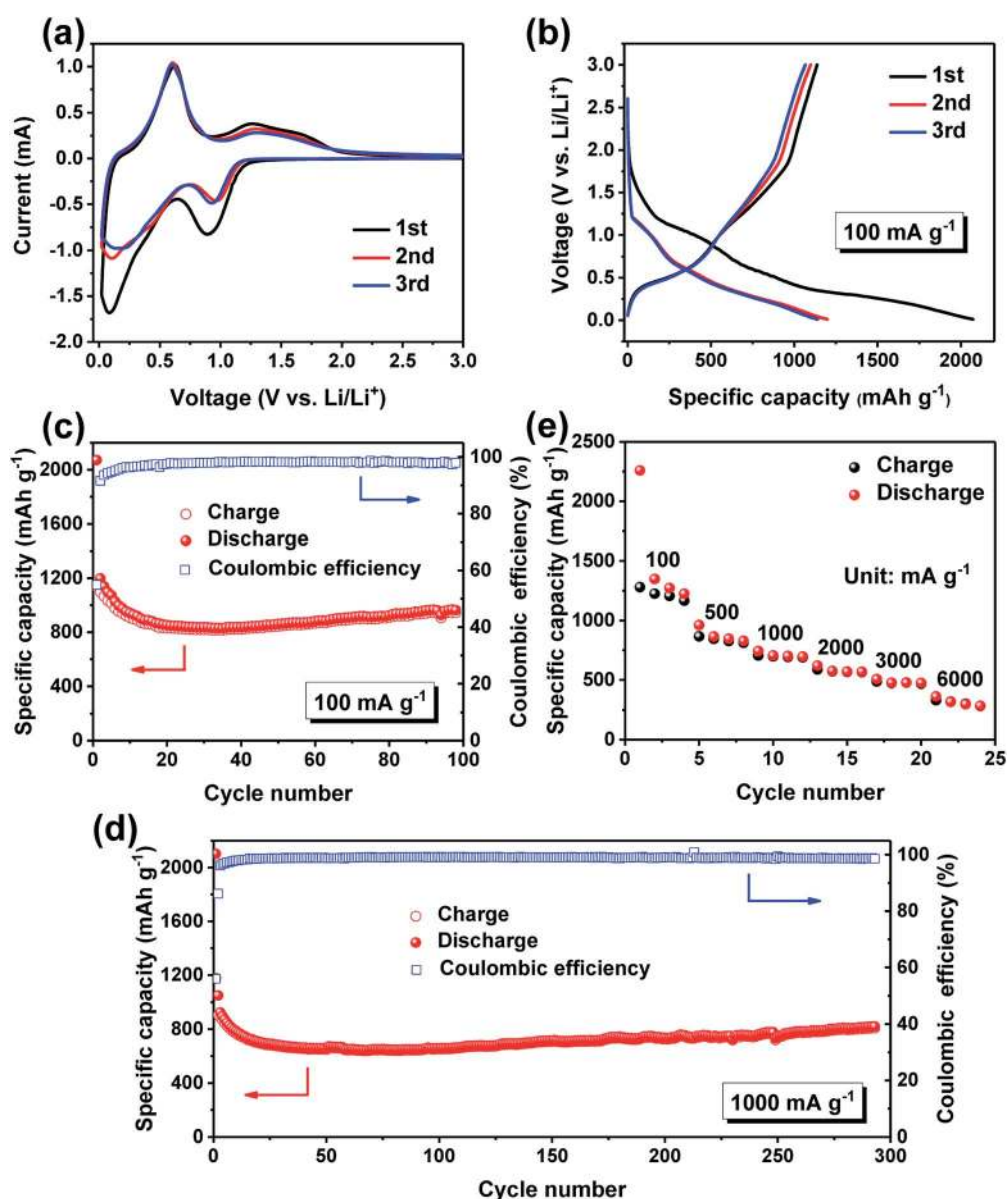 (a)
1.0
0.5
0.0
-0.5
-1.0
-1.5
-2.0
Current (mA)
1st
2nd
3rd
0.0 0.5 1.0 1.5 2.0 2.5 3.0
Voltage (V vs. Li/Li⁺)
(b)
3.0
2.5
2.0
1.5
1.0
0.5
0.0
Voltage (V vs. Li/Li⁺)
1st
2nd
3rd
100 mA g⁻¹
0 500 1000 1500 2000
Specific capacity (mAh g⁻¹)
(c)
2000
1600
1200
800
400
0
Specific capacity (mAh g⁻¹)
Charge
Discharge
Coulombic efficiency
100 mA g⁻¹
100
80
60
40
20
0
Coulombic efficiency (%)
0 20 40 60 80 100
Cycle number
(e)
2500
2000
1500
1000
500
0
Specific capacity (mAh g⁻¹)
Charge
Discharge
Unit: mA g⁻¹
100
500
1000
2000
3000
6000
0 5 10 15 20 25
Cycle number
(d)
2000
1600
1200
800
400
0
Specific capacity (mAh g⁻¹)
Charge
Discharge
Coulombic efficiency
1000 mA g⁻¹
100
80
60
40
20
0
Coulombic efficiency (%)
0 50 100 150 200 250 300
Cycle number